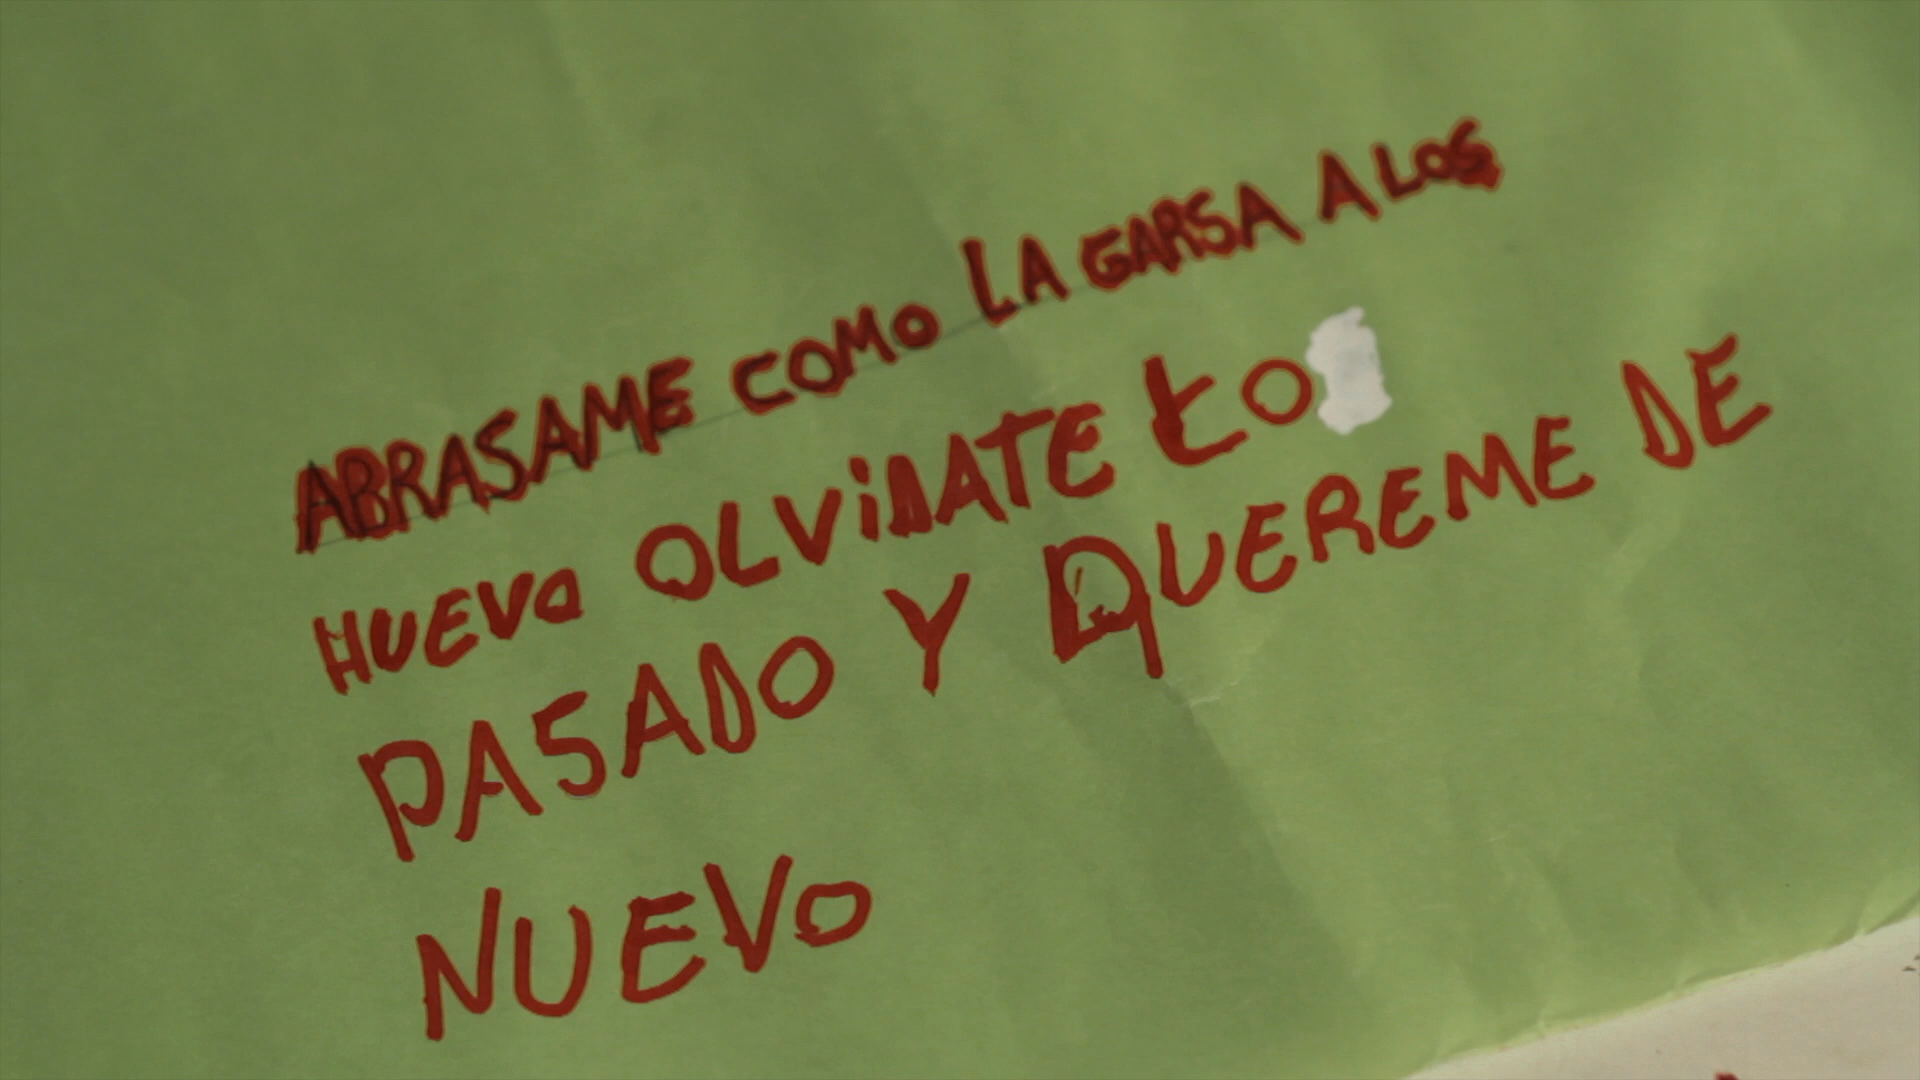 ABRASAME COMO LA GARSA A LOS
HUEVO OLVIDATE LO
PASADO Y QUEREME DE
NUEVO